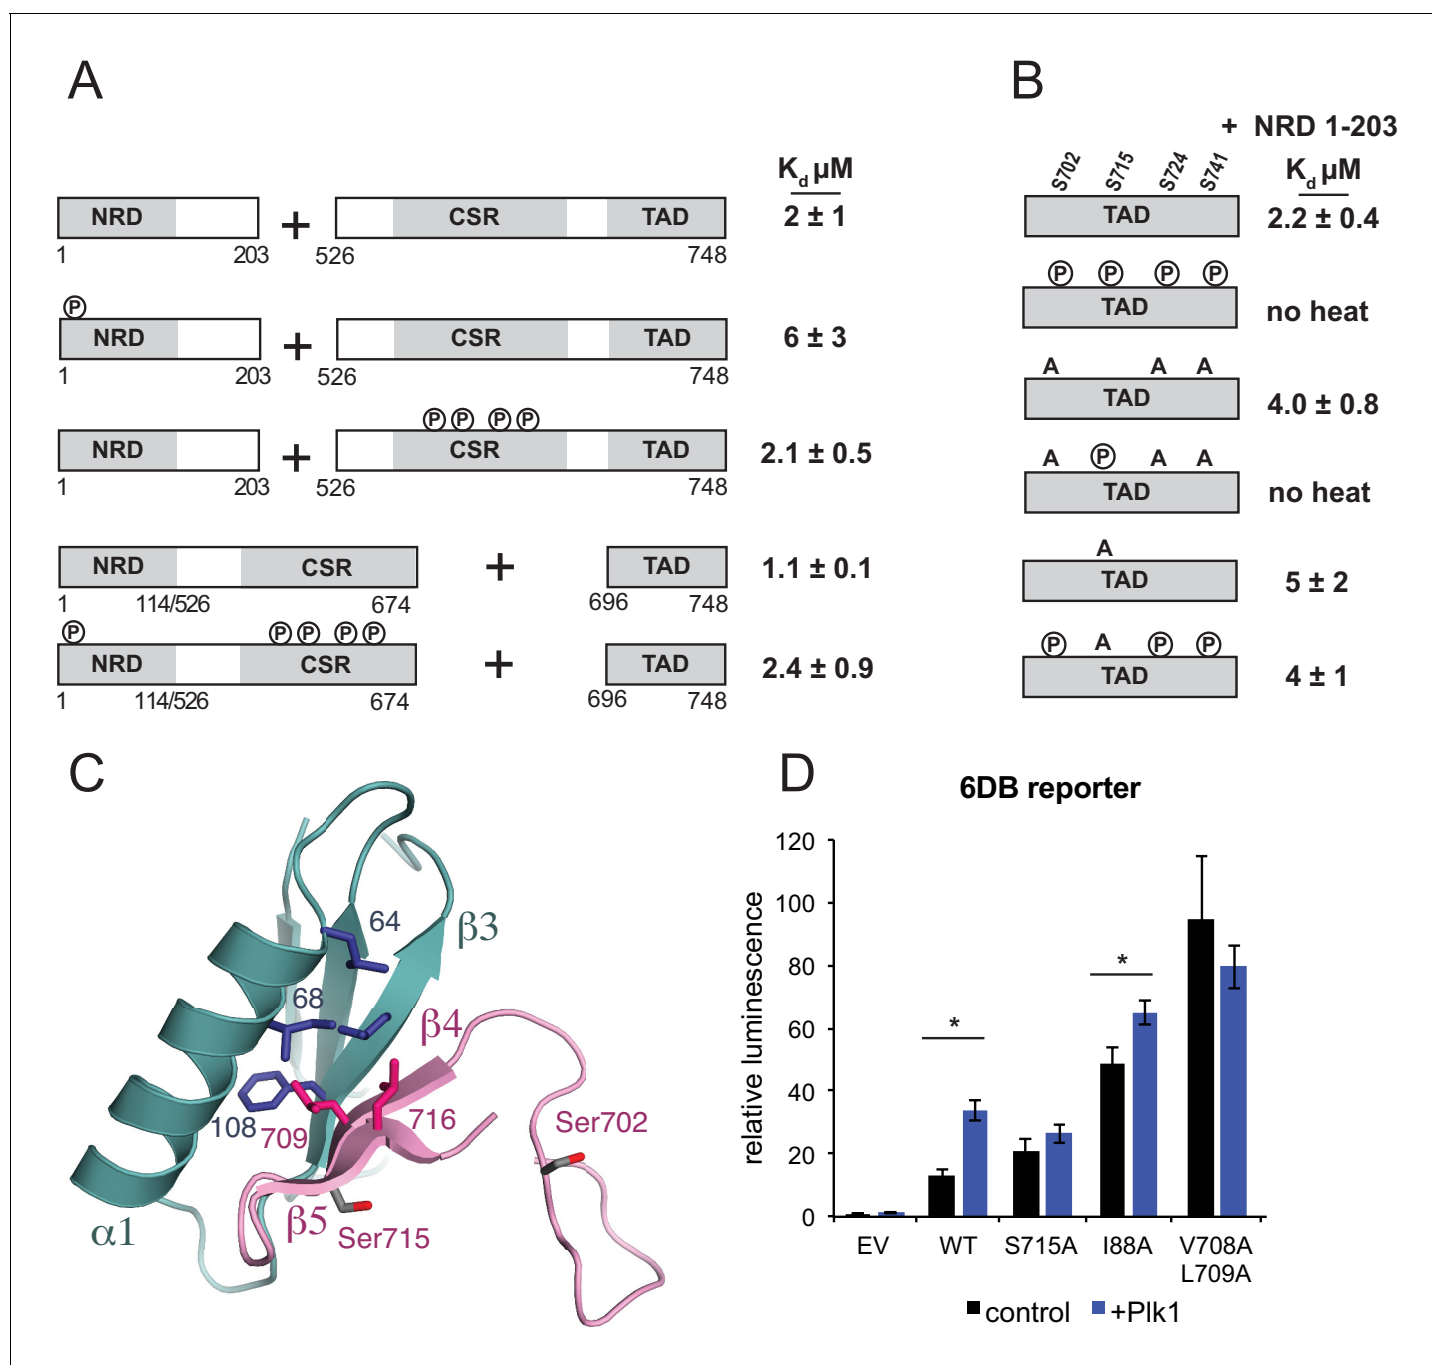 A
K_d µM
NRD + CSR TAD 2 ± 1
1 203 526 748
P
NRD + CSR TAD 6 ± 3
1 203 526 748
P P P P
NRD + CSR TAD 2.1 ± 0.5
1 203 526 748
NRD CSR + TAD 1.1 ± 0.1
1 114/526 674 696 748
P P P P P
NRD CSR + TAD 2.4 ± 0.9
1 114/526 674 696 748
B
+ NRD 1-203
S702 S715 S724 S741 K_d µM
TAD 2.2 ± 0.4
P P P P
TAD no heat
A A A
TAD 4.0 ± 0.8
A P A A
TAD no heat
A
TAD 5 ± 2
P A P P
TAD 4 ± 1
C
64
β3
68
β4
108
709
716
Ser702
α1
β5
Ser715
D
6DB reporter
relative luminescence
120
100
80
60
40
20
0
*
*
EV WT S715A I88A V708A
L709A
control +Plk1